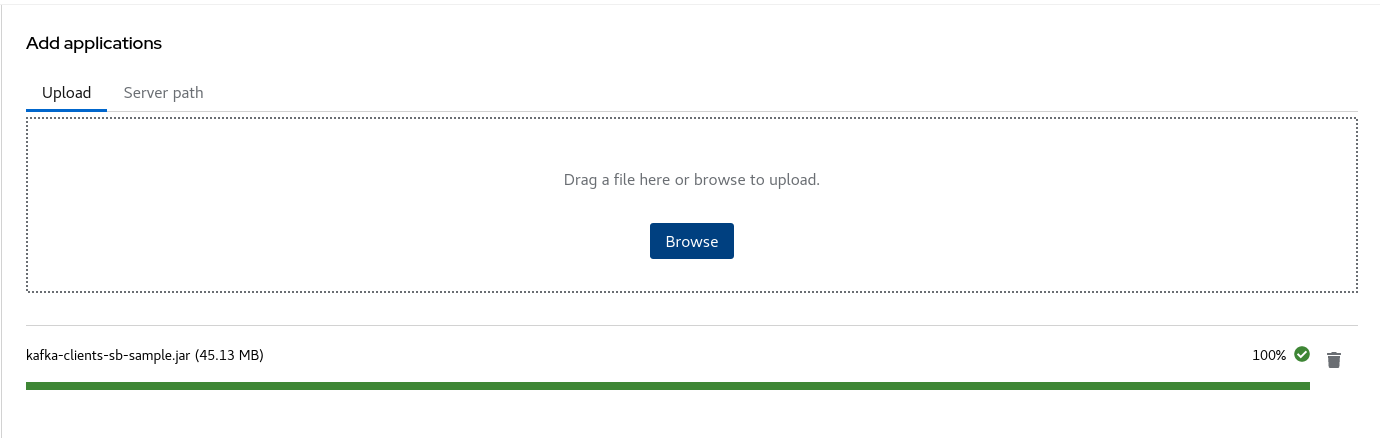 Add applications
Upload Server path
Drag a file here or browse to upload.
Browse
kafka-clients-sb-sample.jar (45.13 MB) 100%